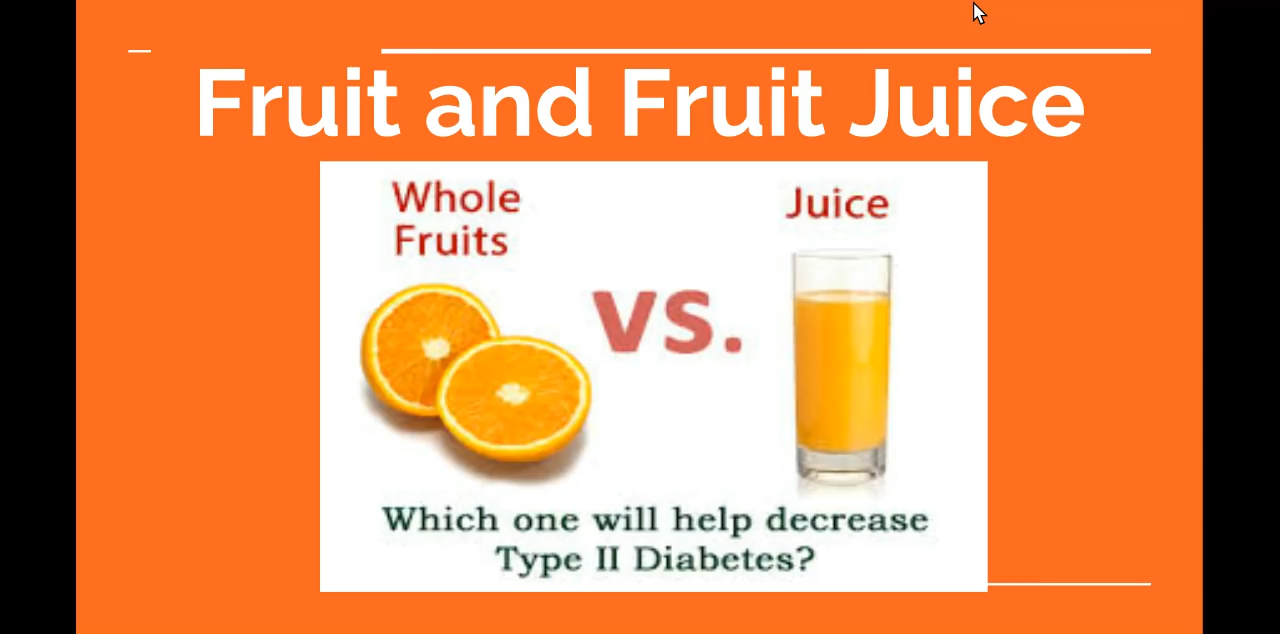 Fruit and Fruit Juice
Whole
Fruits
vs.
Juice
Which one will help decrease
Type II Diabetes?